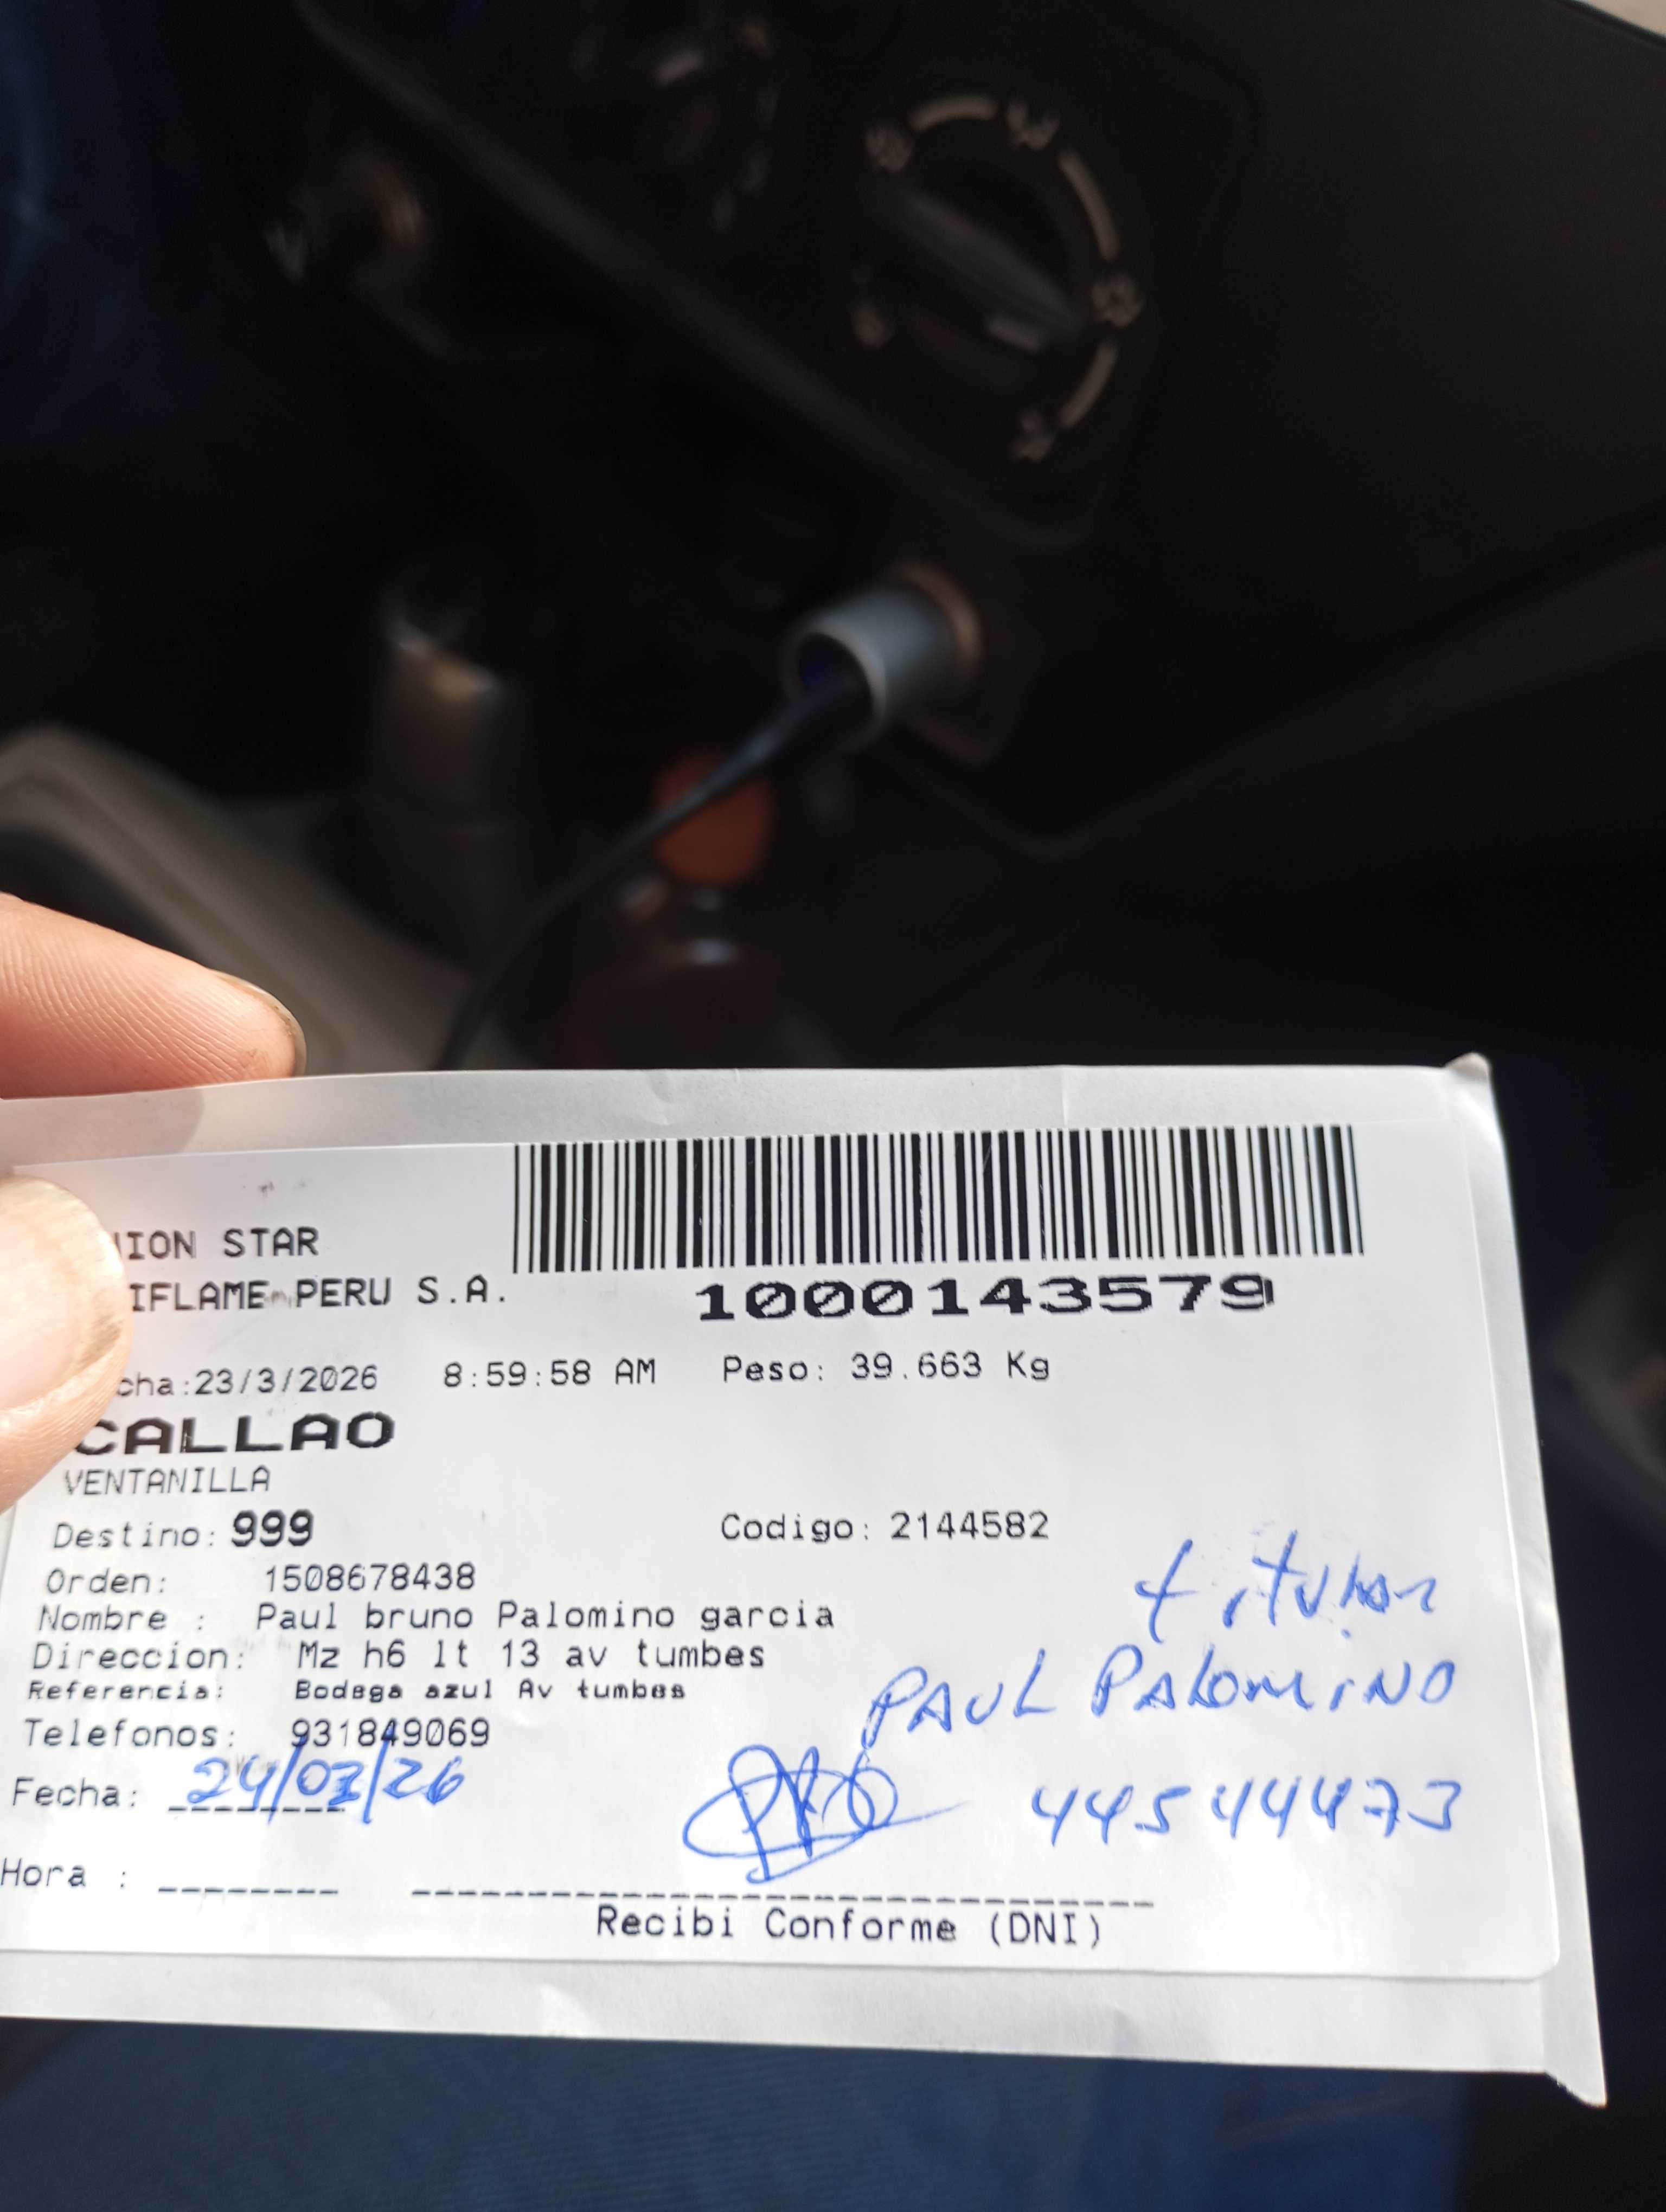 NION STAR
IFLAME PERU S.A.
1000143579
cha:23/3/2026 8:59:58 AM Peso: 39.663 Kg
CALLAO
VENTANILLA
Destino: 999 Codigo: 2144582
Orden: 1508678438
titular
Nombre : Paul bruno Palomino garcia
Direccion: Mz h6 lt 13 av tumbes
Referencia: Bodega azul Av tumbes
PAUL PALOMINO
Telefonos: 931849069
Fecha: 24/03/26
44544473
Hora :
Recibi Conforme (DNI)